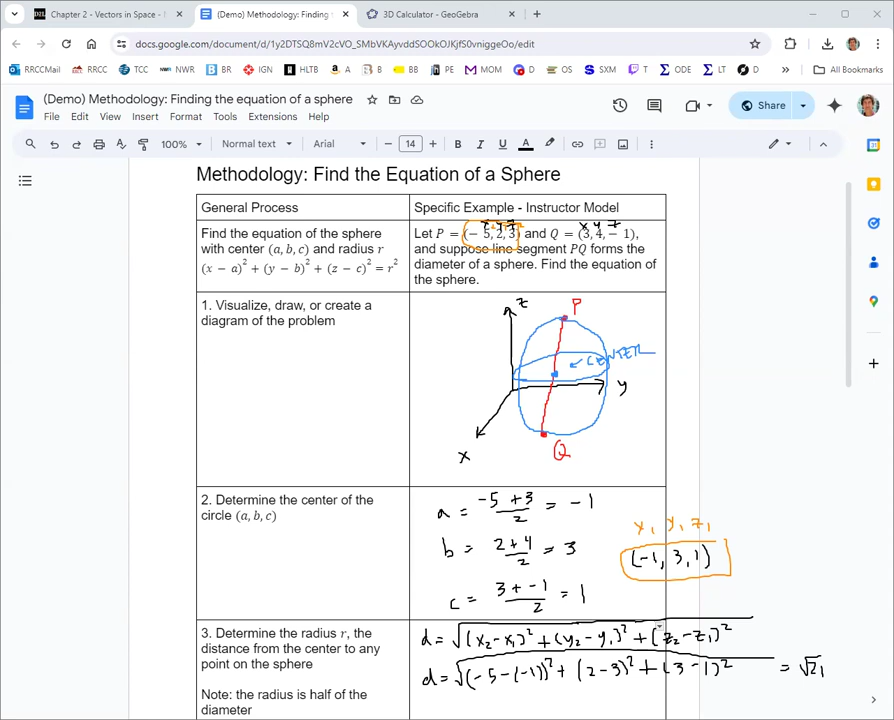 Chapter 2 - Vectors in Space -
(Demo) Methodology: Finding
3D Calculator - GeoGebra
docs.google.com/document/d/1y2DTSQ8mV2cVO_SMbVKAyvddSOOkOJKjfS0vniggeOo/edit
RRCCMail RRCC TCC NWR BR IGN HLTB A B BB PE MOM D OS SXM T ODE LT D All Bookmarks
(Demo) Methodology: Finding the equation of a sphere
Share
File Edit View Insert Format Tools Extensions Help
100% Normal text Arial 14 B I U A
Methodology: Find the Equation of a Sphere
General Process
Specific Example - Instructor Model
Find the equation of the sphere
with center (a, b, c) and radius r
(x − a)² + (y − b)² + (z − c)² = r²
x₂ y₂ z₂
x y z
Let P = (− 5, 2, 3) and Q = (3, 4, − 1),
and suppose line segment PQ forms the
diameter of a sphere. Find the equation of
the sphere.
1. Visualize, draw, or create a
diagram of the problem
z
P
← CENTER
y
x
Q
2. Determine the center of the
circle (a, b, c)
a = (-5+3)/2 = -1
b = (2+4)/2 = 3
c = (3+-1)/2 = 1
x₁ y₁ z₁
(-1, 3, 1)
3. Determine the radius r, the
distance from the center to any
point on the sphere
Note: the radius is half of the
diameter
d = √(x₂-x₁)² + (y₂-y₁)² + (z₂-z₁)²
d = √(-5-(-1))² + (2-3)² + (3-1)² = √21